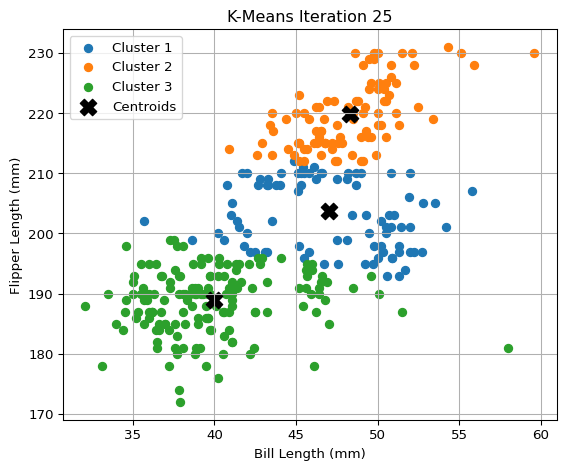 K-Means Iteration 25
Cluster 1
Cluster 2
Cluster 3
Centroids
Flipper Length (mm)
230
220
210
200
190
180
170
35 40 45 50 55 60
Bill Length (mm)